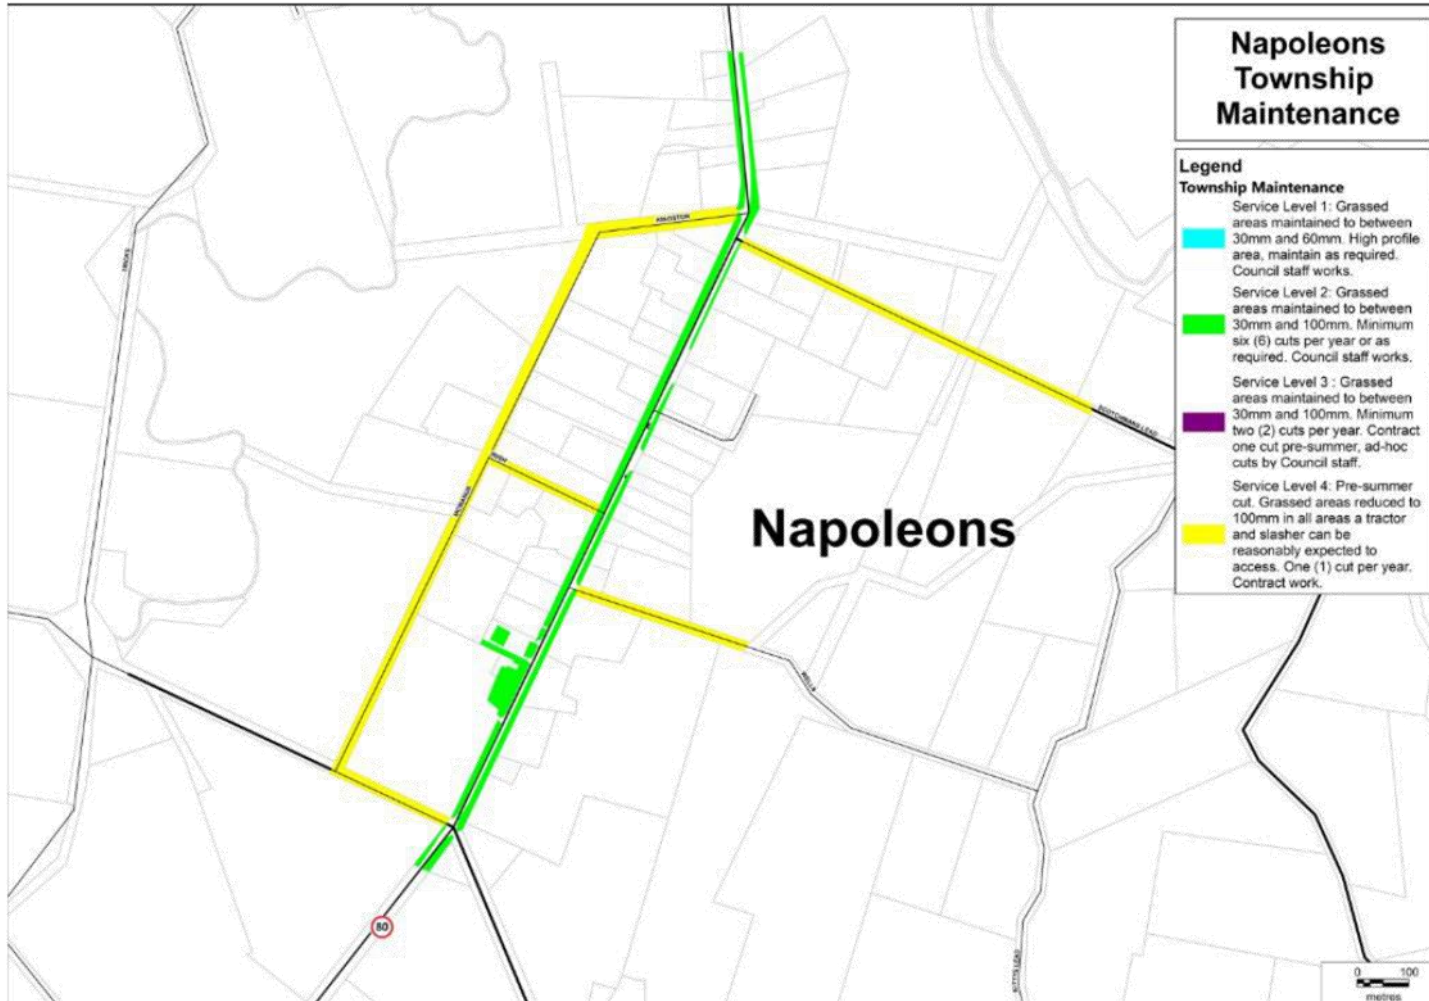 Napoleons
Township
Maintenance
Legend
Township Maintenance
Service Level 1: Grassed
areas maintained to between
30mm and 60mm. High profile
area, maintain as required.
Council staff works.
Service Level 2: Grassed
areas maintained to between
30mm and 100mm. Minimum
six (6) cuts per year or as
required. Council staff works.
Service Level 3 : Grassed
areas maintained to between
30mm and 100mm. Minimum
two (2) cuts per year. Contract
one cut pre-summer, ad-hoc
cuts by Council staff.
Service Level 4: Pre-summer
cut. Grassed areas reduced to
100mm in all areas a tractor
and slasher can be
reasonably expected to
access. One (1) cut per year.
Contract work.
KINGSTON
SCOTCHMANS LEAD
Napoleons
WELLS
80
0 100
metres